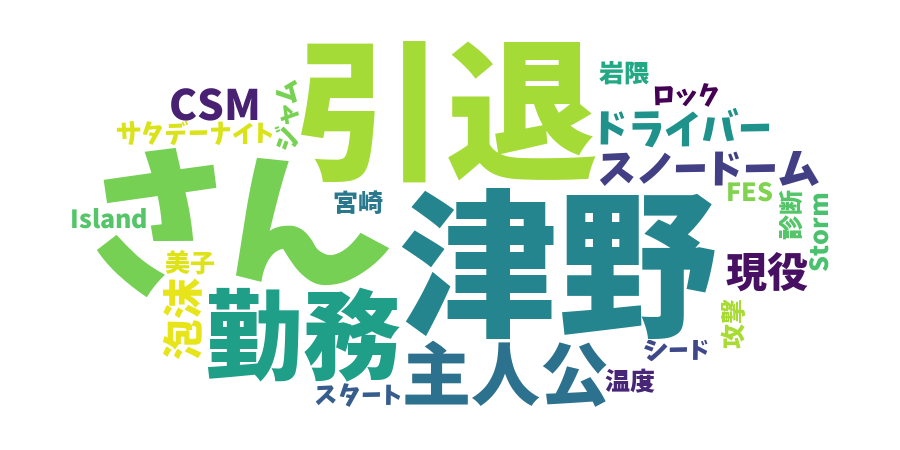 引退
岩隈
CSM
ジャム
ロック
サタデーナイト
ドライバー
さん
スノードーム
宮崎
FES
診断
Island
津野
Storm
美子
現役
泡沫
勤務
攻撃
主人公
シード
スタート
温度